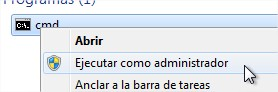 Programas (1)
cmd
Abrir
Ejecutar como administrador
Anclar a la barra de tareas